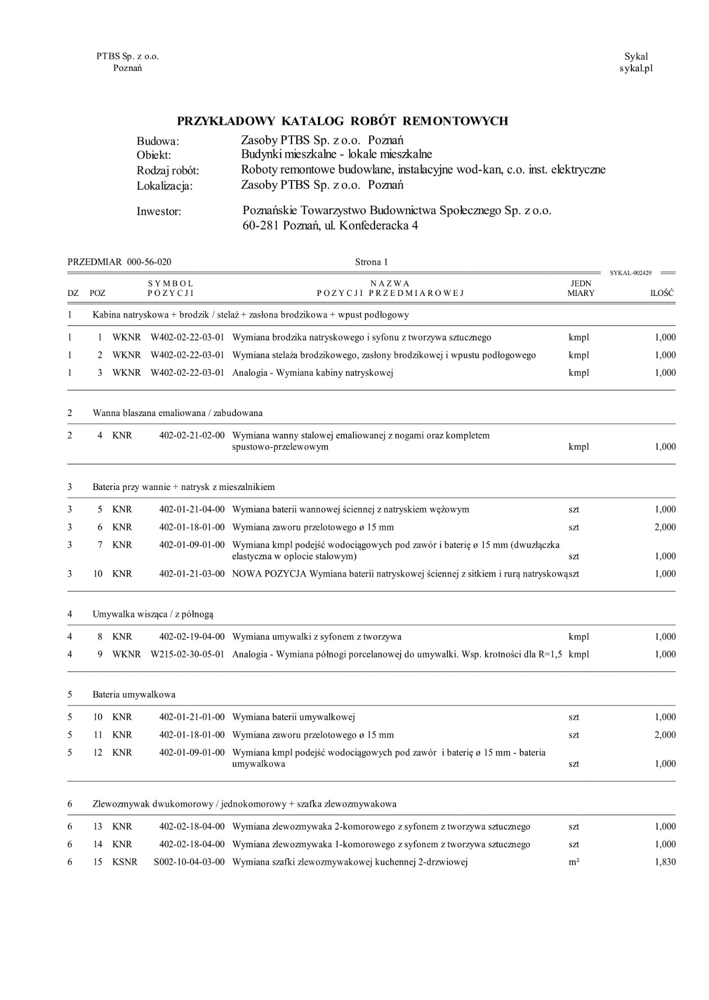 PTBS Sp. z o.o.
Poznań
Sykal
sykal.pl
PRZYKŁADOWY KATALOG ROBÓT REMONTOWYCH
Budowa: Zasoby PTBS Sp. z o.o. Poznań
Obiekt: Budynki mieszkalne - lokale mieszkalne
Rodzaj robót: Roboty remontowe budowlane, instalacyjne wod-kan, c.o. inst. elektryczne
Lokalizacja: Zasoby PTBS Sp. z o.o. Poznań
Inwestor: Poznańskie Towarzystwo Budownictwa Społecznego Sp. z o.o.
60-281 Poznań, ul. Konfederacka 4
PRZEDMIAR 000-56-020 Strona 1
SYKAL-002429
SYMBOL NAZWA JEDN
DZ POZ POZYCJI POZYCJI PRZEDMIAROWEJ MIARY ILOŚĆ
1 Kabina natryskowa + brodzik / stelaż + zasłona brodzikowa + wpust podłogowy
1 1 WKNR W402-02-22-03-01 Wymiana brodzika natryskowego i syfonu z tworzywa sztucznego kmpl 1,000
1 2 WKNR W402-02-22-03-01 Wymiana stelaża brodzikowego, zasłony brodzikowej i wpustu podłogowego kmpl 1,000
1 3 WKNR W402-02-22-03-01 Analogia - Wymiana kabiny natryskowej kmpl 1,000
2 Wanna blaszana emaliowana / zabudowana
2 4 KNR 402-02-21-02-00 Wymiana wanny stalowej emaliowanej z nogami oraz kompletem
spustowo-przelewowym kmpl 1,000
3 Bateria przy wannie + natrysk z mieszalnikiem
3 5 KNR 402-01-21-04-00 Wymiana baterii wannowej ściennej z natryskiem wężowym szt 1,000
3 6 KNR 402-01-18-01-00 Wymiana zaworu przelotowego ø 15 mm szt 2,000
3 7 KNR 402-01-09-01-00 Wymiana kmpl podejść wodociągowych pod zawór i baterię ø 15 mm (dwuzłączka
elastyczna w oplocie stalowym) szt 1,000
3 10 KNR 402-01-21-03-00 NOWA POZYCJA Wymiana baterii natryskowej ściennej z sitkiem i rurą natryskową szt 1,000
4 Umywalka wisząca / z półnogą
4 8 KNR 402-02-19-04-00 Wymiana umywalki z syfonem z tworzywa kmpl 1,000
4 9 WKNR W215-02-30-05-01 Analogia - Wymiana półnogi porcelanowej do umywalki. Wsp. krotności dla R=1,5 kmpl 1,000
5 Bateria umywalkowa
5 10 KNR 402-01-21-01-00 Wymiana baterii umywalkowej szt 1,000
5 11 KNR 402-01-18-01-00 Wymiana zaworu przelotowego ø 15 mm szt 2,000
5 12 KNR 402-01-09-01-00 Wymiana kmpl podejść wodociągowych pod zawór i baterię ø 15 mm - bateria
umywalkowa szt 1,000
6 Zlewozmywak dwukomorowy / jednokomorowy + szafka zlewozmywakowa
6 13 KNR 402-02-18-04-00 Wymiana zlewozmywaka 2-komorowego z syfonem z tworzywa sztucznego szt 1,000
6 14 KNR 402-02-18-04-00 Wymiana zlewozmywaka 1-komorowego z syfonem z tworzywa sztucznego szt 1,000
6 15 KSNR S002-10-04-03-00 Wymiana szafki zlewozmywakowej kuchennej 2-drzwiowej m² 1,830